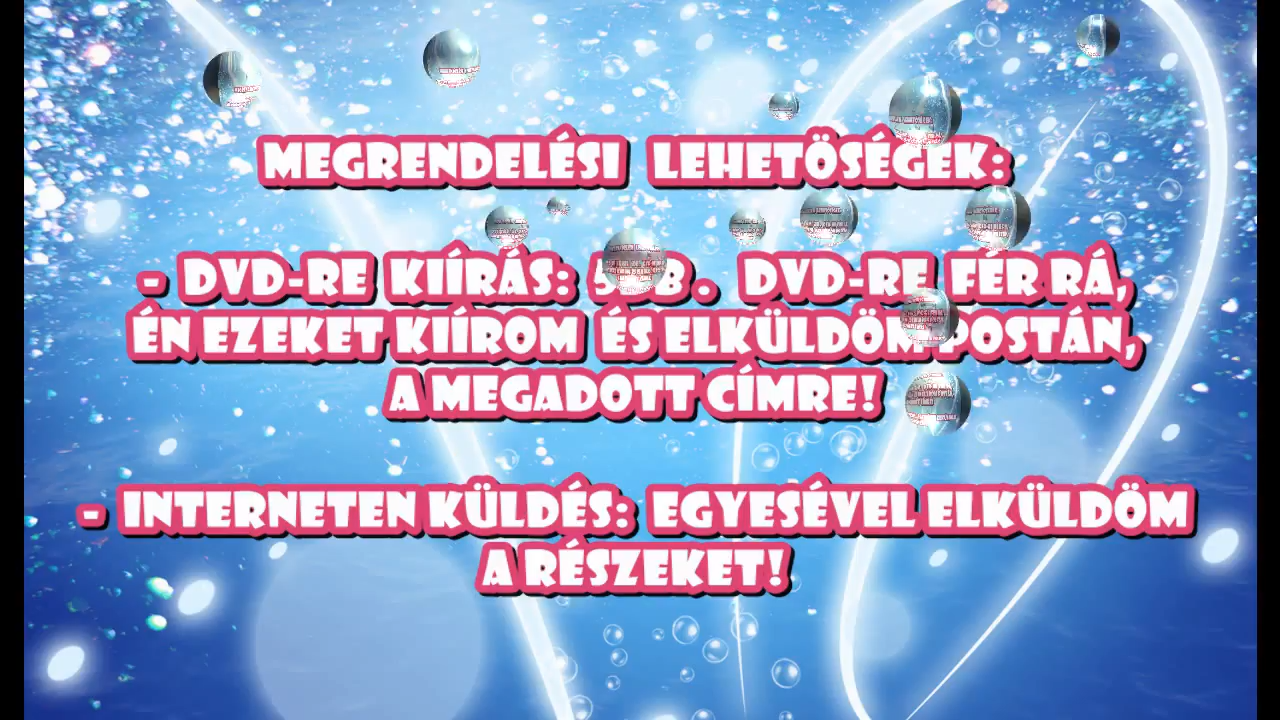 MEGRENDELÉSI LEHETÖSÉGEK:
- DVD-RE KIÍRÁS: DVD-RE FÉR RÁ,
ÉN EZEKET KIÍROM ÉS ELKÜLDÖM POSTÁN,
A MEGADOTT CÍMRE!
- INTERNETEN KÜLDÉS: EGYESÉVEL ELKÜLDÖM
A RÉSZEKET!